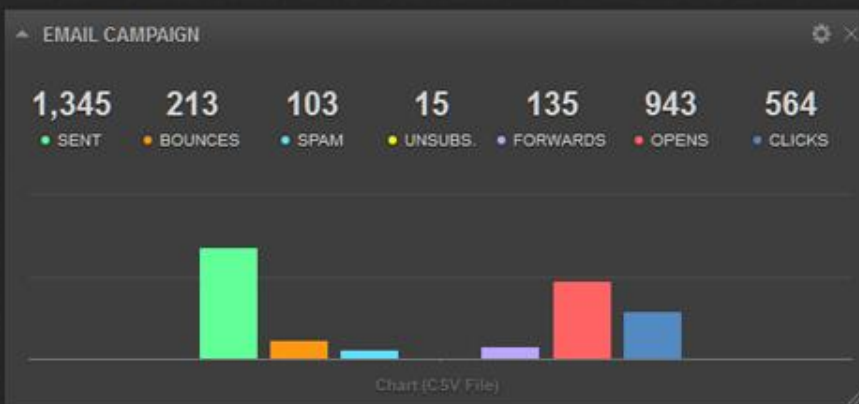 EMAIL CAMPAIGN
1,345 213 103 15 135 943 564
SENT BOUNCES SPAM UNSUBS. FORWARDS OPENS CLICKS
Chart (CSV File)